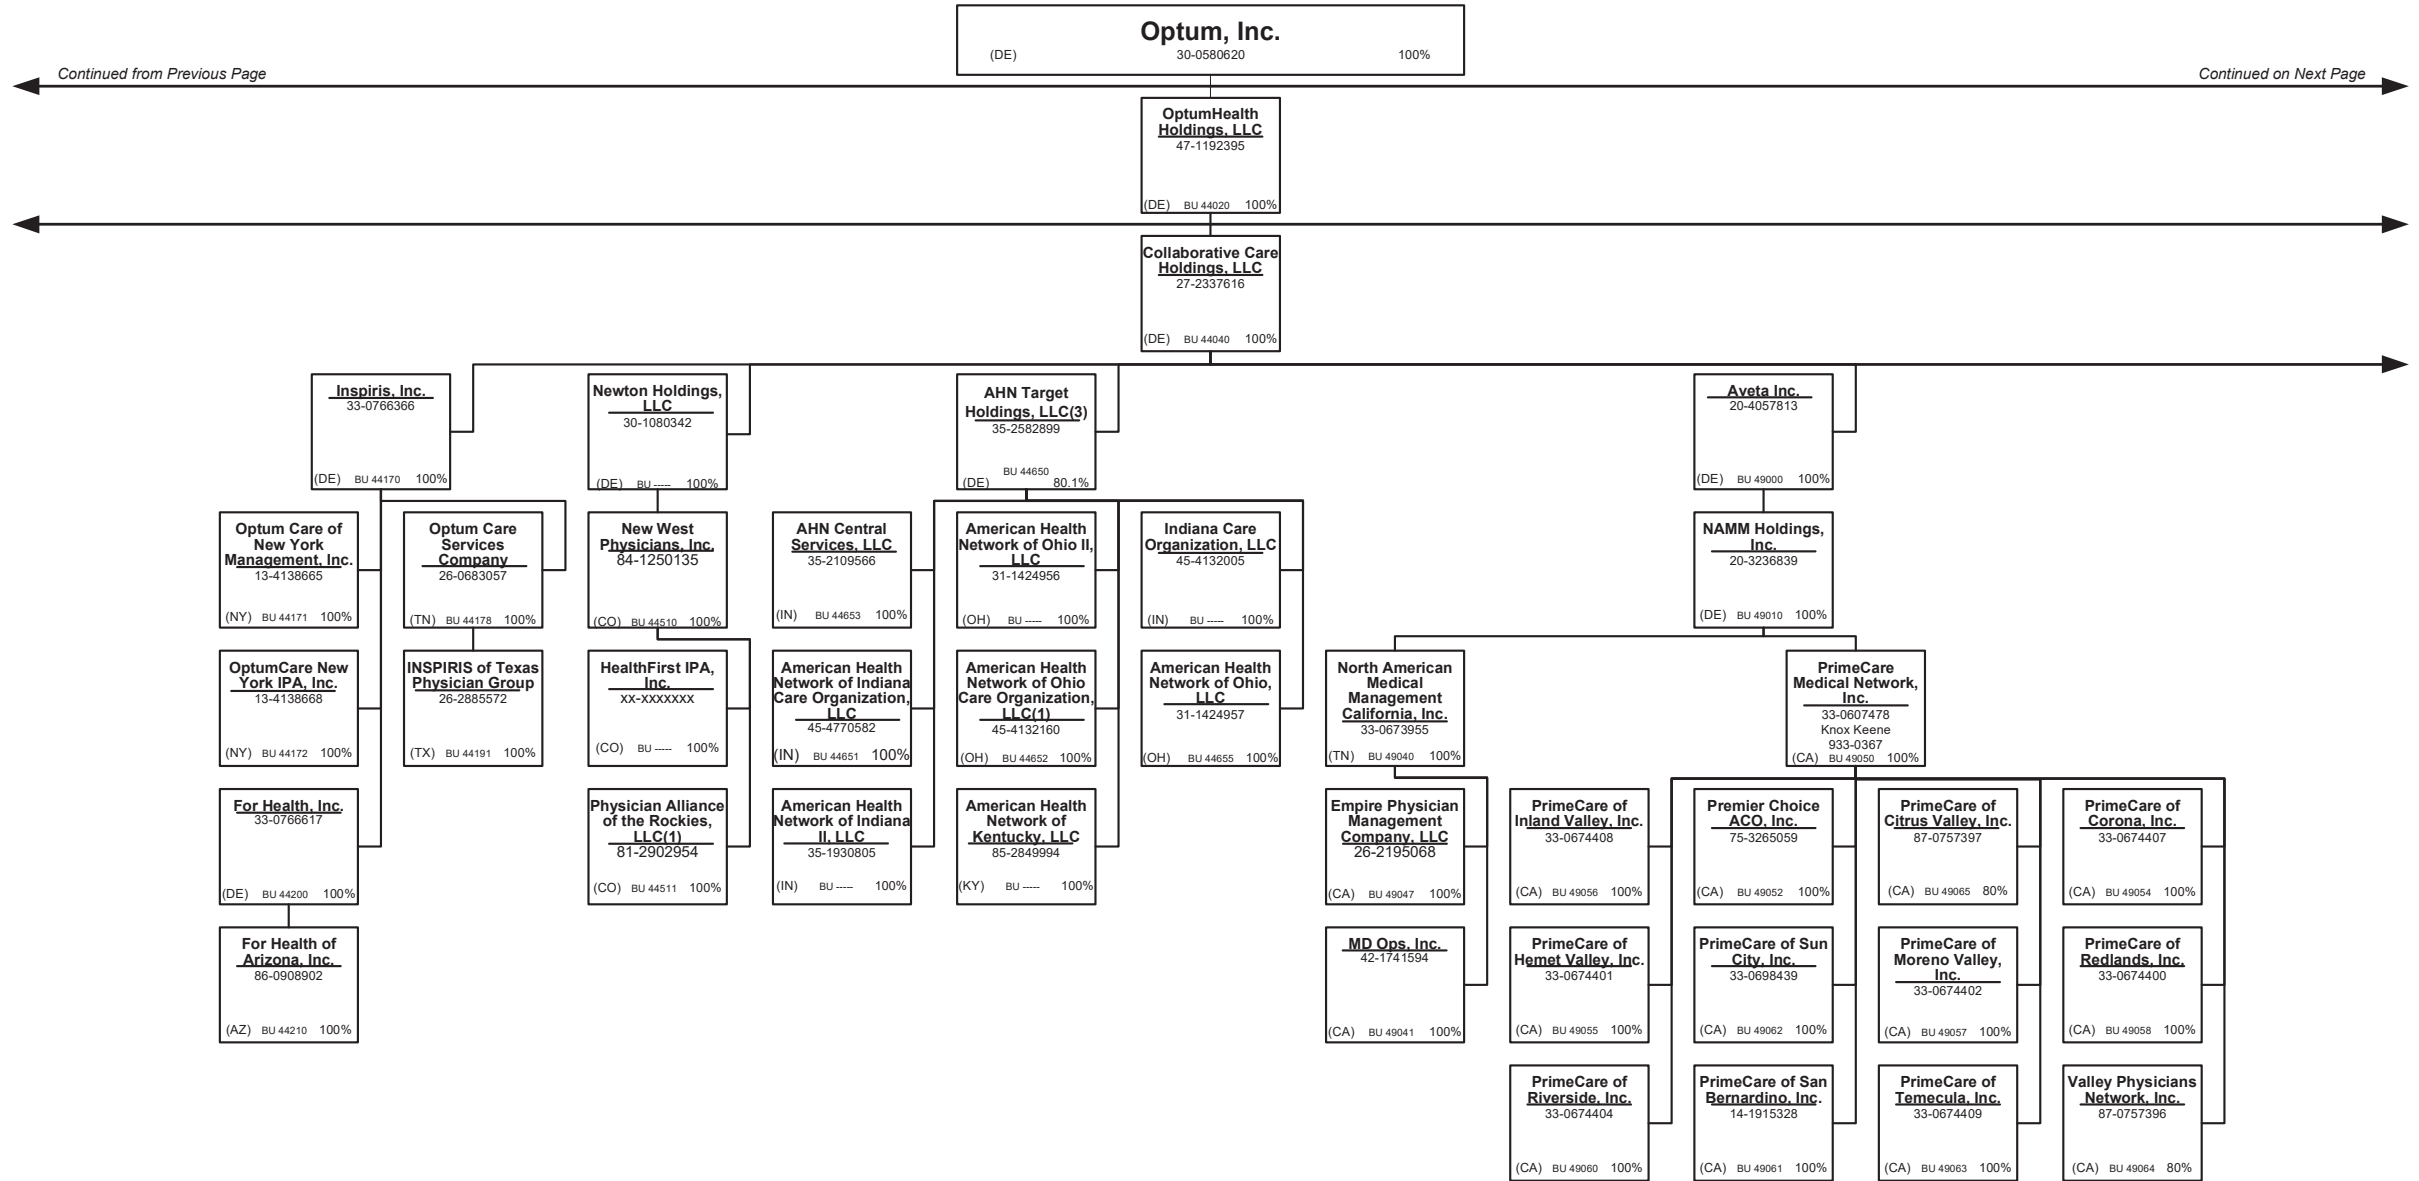 Optum, Inc.
(DE) 30-0580620 100%
Continued from Previous Page
Continued on Next Page
OptumHealth
Holdings, LLC
47-1192395
(DE) BU 44020 100%
Collaborative Care
Holdings, LLC
27-2337616
(DE) BU 44040 100%
Inspiris, Inc.
33-0766366
(DE) BU 44170 100%
Newton Holdings,
LLC
30-1080342
(DE) BU ----- 100%
AHN Target
Holdings, LLC(3)
35-2582899
BU 44650
(DE) 80.1%
Aveta Inc.
20-4057813
(DE) BU 49000 100%
Optum Care of
New York
Management, Inc.
13-4138665
(NY) BU 44171 100%
Optum Care
Services
Company
26-0683057
(TN) BU 44178 100%
New West
Physicians, Inc.
84-1250135
(CO) BU 44510 100%
AHN Central
Services, LLC
35-2109566
(IN) BU 44653 100%
American Health
Network of Ohio II,
LLC
31-1424956
(OH) BU ----- 100%
Indiana Care
Organization, LLC
45-4132005
(IN) BU ----- 100%
NAMM Holdings,
Inc.
20-3236839
(DE) BU 49010 100%
OptumCare New
York IPA, Inc.
13-4138668
(NY) BU 44172 100%
INSPIRIS of Texas
Physician Group
26-2885572
(TX) BU 44191 100%
HealthFirst IPA,
Inc.
xx-xxxxxxx
(CO) BU ----- 100%
American Health
Network of Indiana
Care Organization,
LLC
45-4770582
(IN) BU 44651 100%
American Health
Network of Ohio
Care Organization,
LLC(1)
45-4132160
(OH) BU 44652 100%
American Health
Network of Ohio,
LLC
31-1424957
(OH) BU 44655 100%
North American
Medical
Management
California, Inc.
33-0673955
(TN) BU 49040 100%
PrimeCare
Medical Network,
Inc.
33-0607478
Knox Keene
933-0367
(CA) BU 49050 100%
For Health, Inc.
33-0766617
(DE) BU 44200 100%
Physician Alliance
of the Rockies,
LLC(1)
81-2902954
(CO) BU 44511 100%
American Health
Network of Indiana
II, LLC
35-1930805
(IN) BU ----- 100%
American Health
Network of
Kentucky, LLC
85-2849994
(KY) BU ----- 100%
Empire Physician
Management
Company, LLC
26-2195068
(CA) BU 49047 100%
PrimeCare of
Inland Valley, Inc.
33-0674408
(CA) BU 49056 100%
Premier Choice
ACO, Inc.
75-3265059
(CA) BU 49052 100%
PrimeCare of
Citrus Valley, Inc.
87-0757397
(CA) BU 49065 80%
PrimeCare of
Corona, Inc.
33-0674407
(CA) BU 49054 100%
For Health of
Arizona, Inc.
86-0908902
(AZ) BU 44210 100%
MD Ops, Inc.
42-1741594
(CA) BU 49041 100%
PrimeCare of
Hemet Valley, Inc.
33-0674401
(CA) BU 49055 100%
PrimeCare of Sun
City, Inc.
33-0698439
(CA) BU 49062 100%
PrimeCare of
Moreno Valley,
Inc.
33-0674402
(CA) BU 49057 100%
PrimeCare of
Redlands, Inc.
33-0674400
(CA) BU 49058 100%
PrimeCare of
Riverside, Inc.
33-0674404
(CA) BU 49060 100%
PrimeCare of San
Bernardino, Inc.
14-1915328
(CA) BU 49061 100%
PrimeCare of
Temecula, Inc.
33-0674409
(CA) BU 49063 100%
Valley Physicians
Network, Inc.
87-0757396
(CA) BU 49064 80%